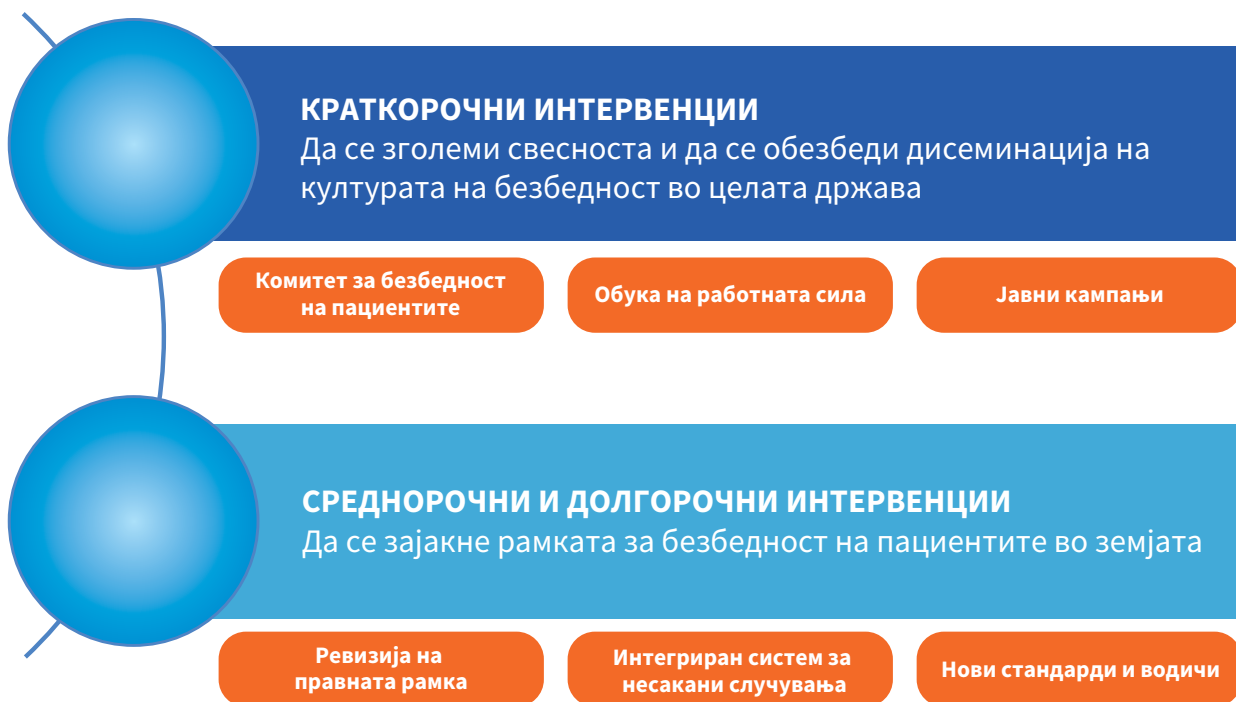 КРАТКОРОЧНИ ИНТЕРВЕНЦИИ
Да се зголеми свесноста и да се обезбеди дисеминација на
културата на безбедност во целата држава
Комитет за безбедност
на пациентите
Обука на работната сила
Јавни кампањи
СРЕДНОРОЧНИ И ДОЛГОРОЧНИ ИНТЕРВЕНЦИИ
Да се зајакне рамката за безбедност на пациентите во земјата
Ревизија на
правната рамка
Интегриран систем за
несакани случувања
Нови стандарди и водичи